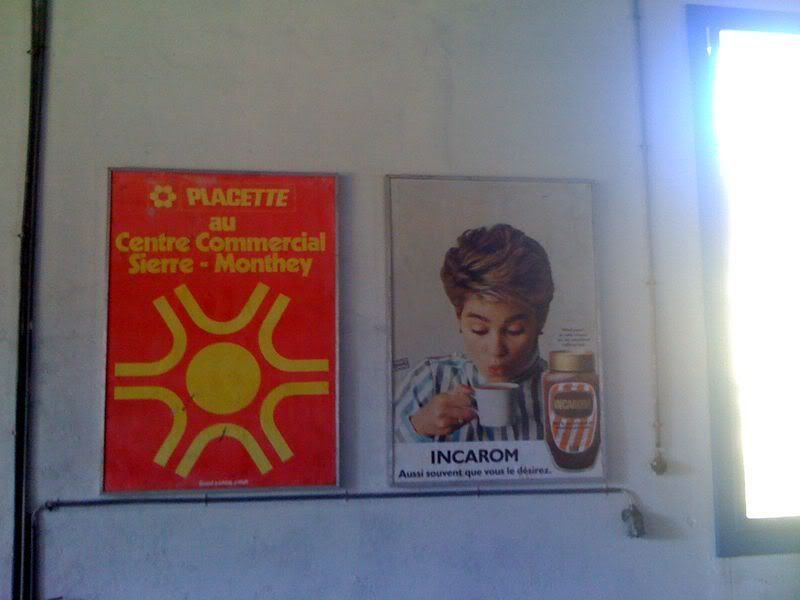 PLACETTE
au
Centre Commercial
Sierre - Monthey
INCAROM
INCAROM
Aussi souvent que vous le désirez.